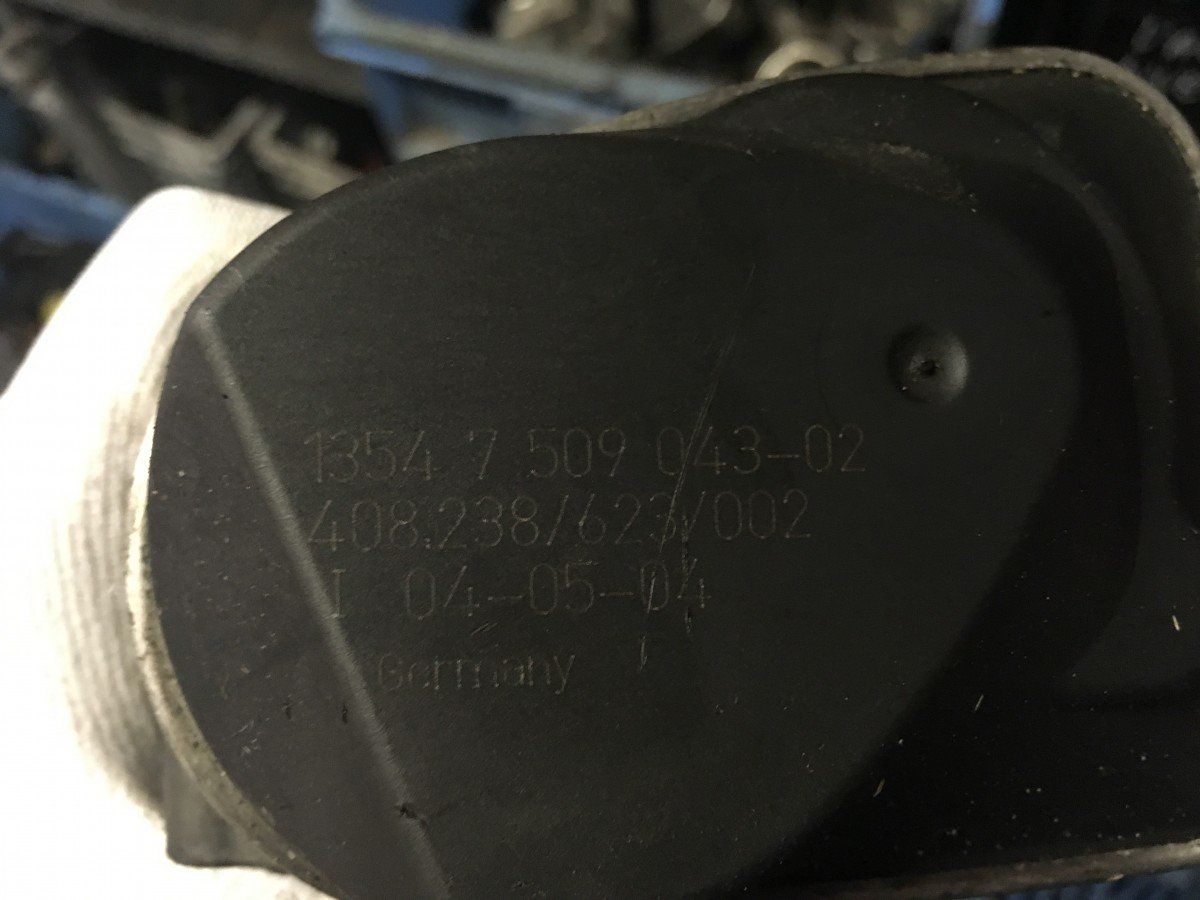 1354 7 509 043-02
408.238/623/002
I 04-05-04
Germany